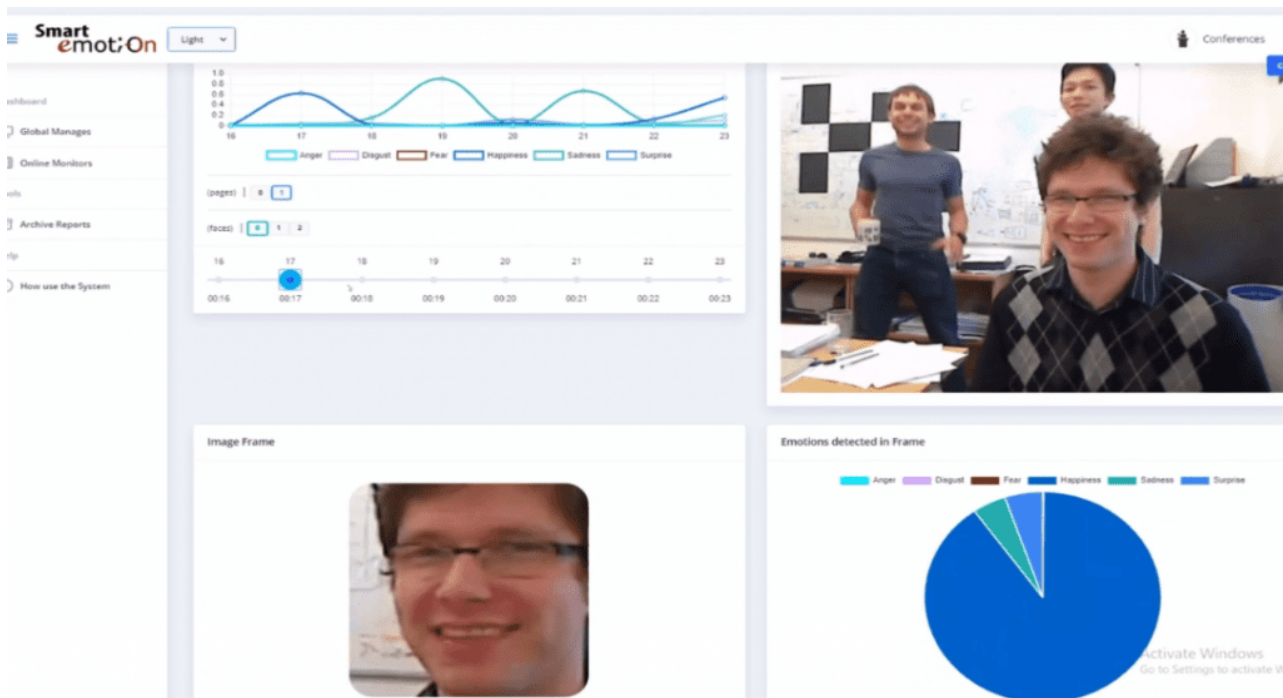 Smart
emotiOn
Light
Conferences
ashboard
Global Manages
Online Monitors
ools
Archive Reports
elp
How use the System
1.0
0.8
0.6
0.4
0.2
0
16 17 18 19 20 21 22 23
Anger Disgust Fear Happiness Sadness Surprise
(pages) | 0 1
(faces) | 0 1 2
16 17 18 19 20 21 22 23
00:16 00:17 00:18 00:19 00:20 00:21 00:22 00:23
Image Frame
Emotions detected in Frame
Anger Disgust Fear Happiness Sadness Surprise
Activate Windows
Go to Settings to activate W